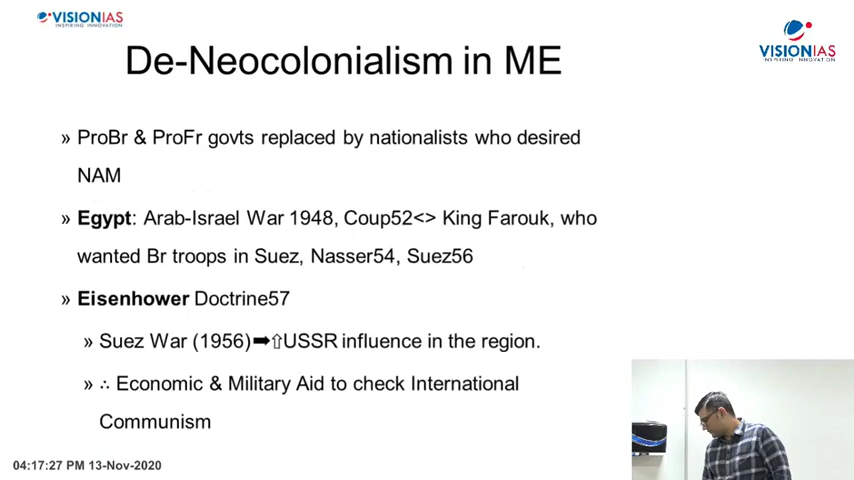 VISIONIAS
INSPIRING INNOVATION
De-Neocolonialism in ME
VISIONIAS
INSPIRING INNOVATION
» ProBr & ProFr govts replaced by nationalists who desired
NAM
» Egypt: Arab-Israel War 1948, Coup52<> King Farouk, who
wanted Br troops in Suez, Nasser54, Suez56
» Eisenhower Doctrine57
» Suez War (1956)➡⇧USSR influence in the region.
» ∴ Economic & Military Aid to check International
Communism
04:17:27 PM 13-Nov-2020